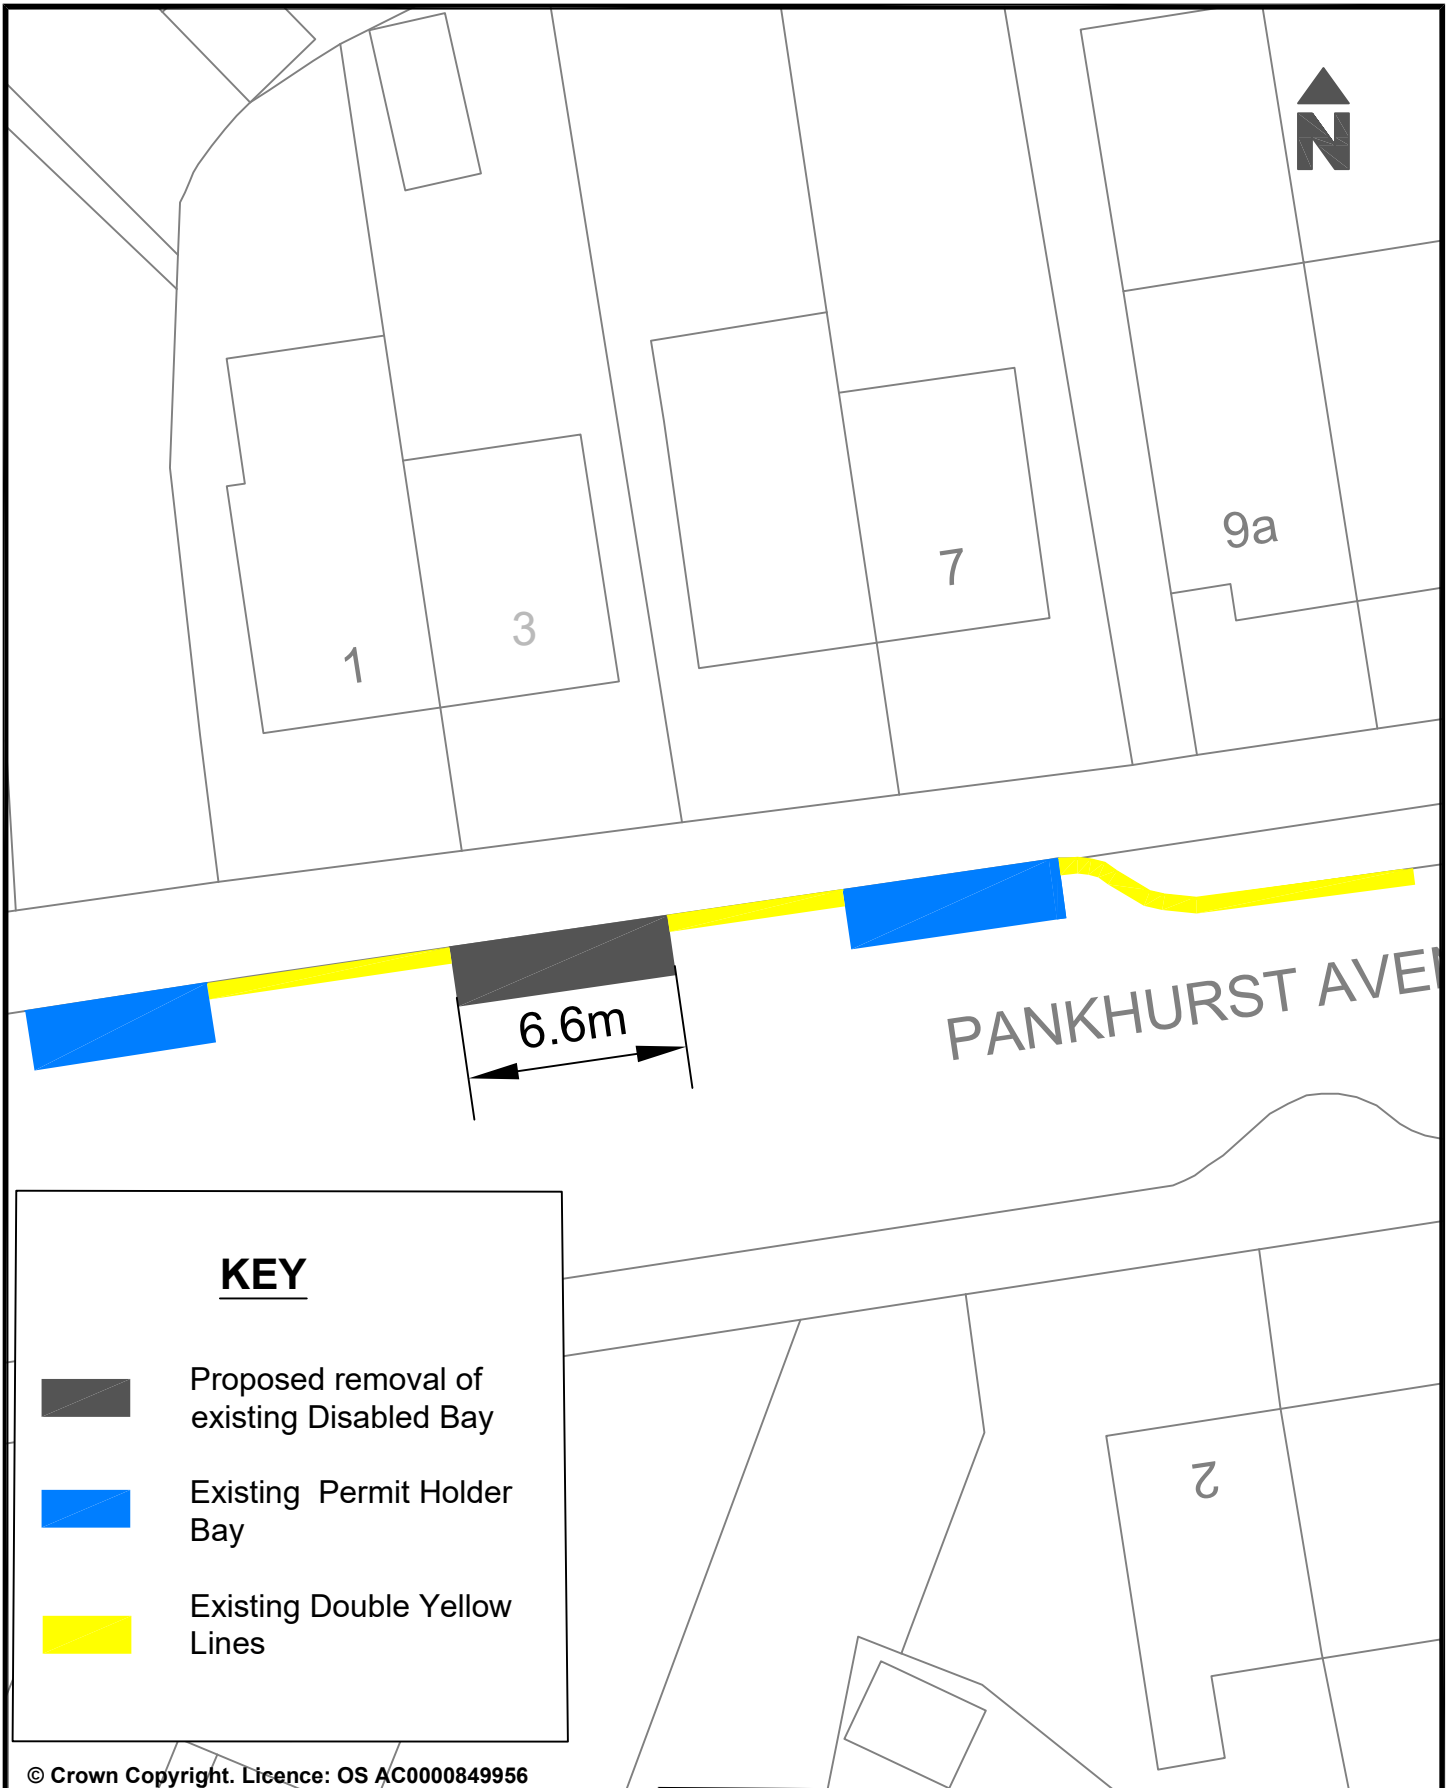 N
9a
7
3
1
6.6m
PANKHURST AVEN
KEY
Proposed removal of
existing Disabled Bay
Existing Permit Holder
Bay
Existing Double Yellow
Lines
2
© Crown Copyright. Licence: OS AC0000849956